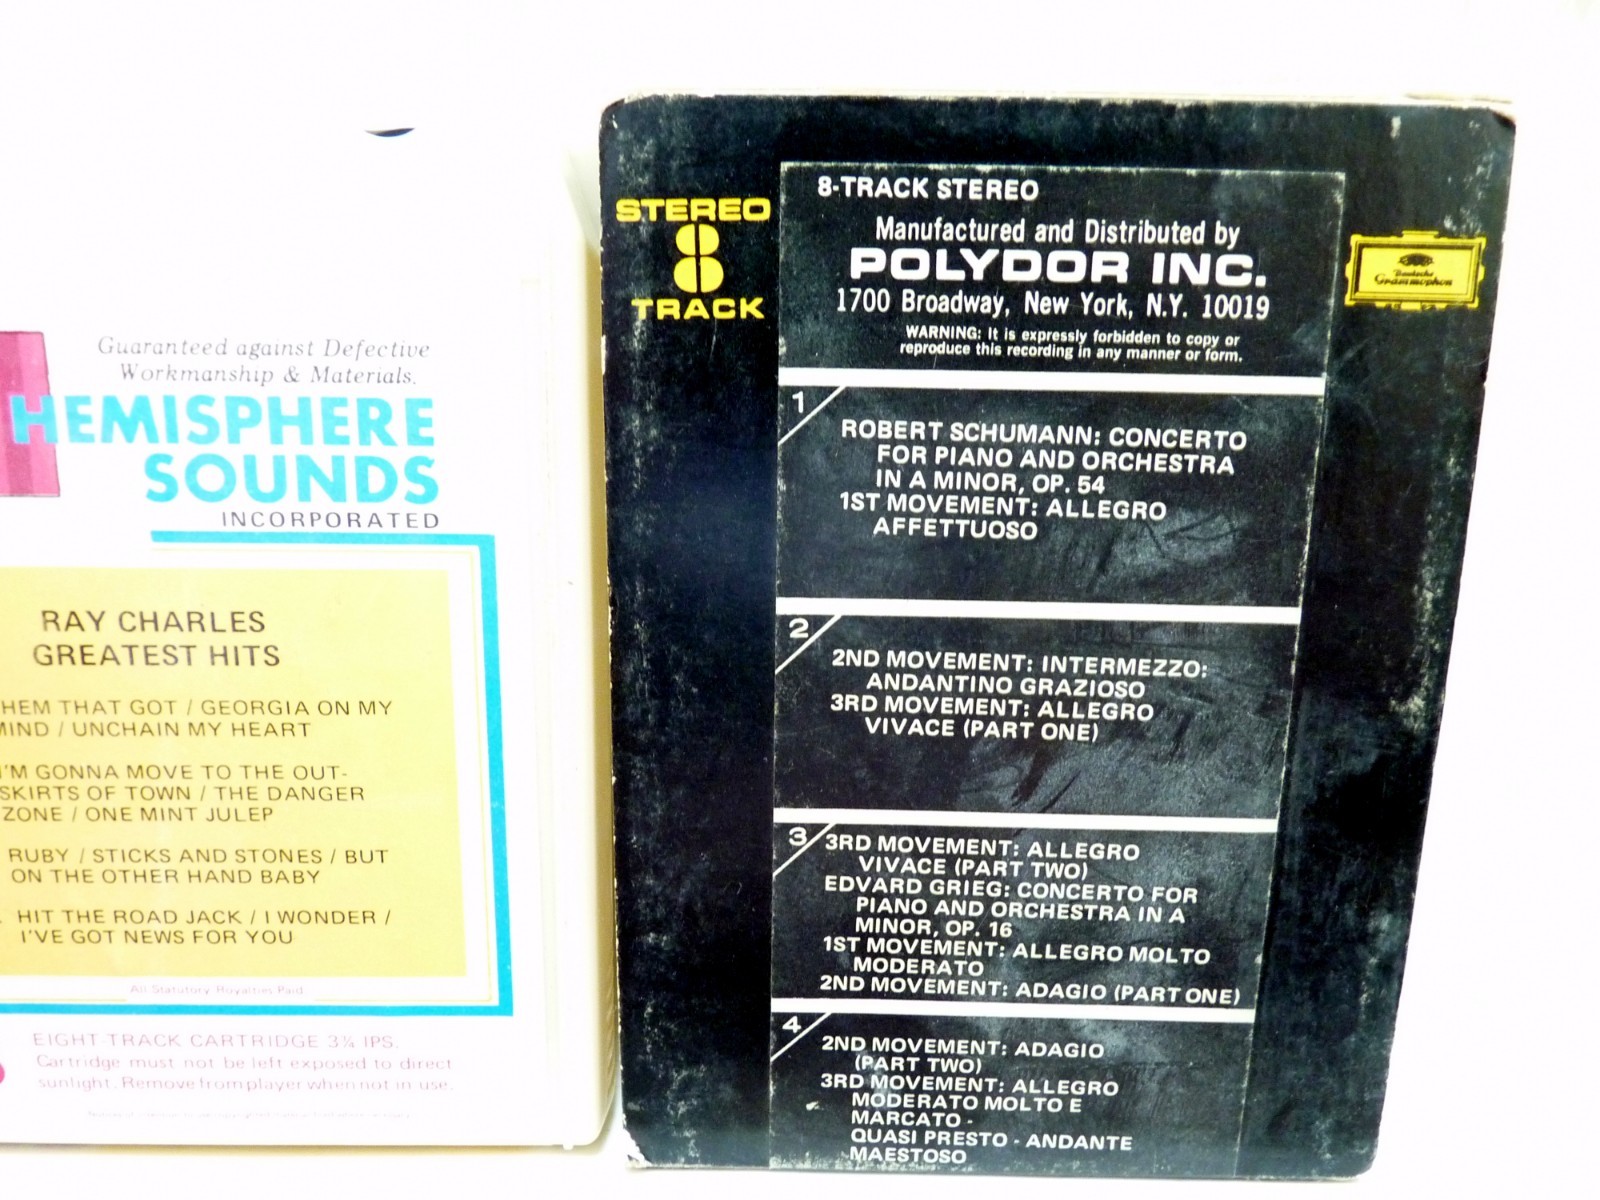 Guaranteed against Defective
Workmanship & Materials.
HEMISPHERE
SOUNDS
INCORPORATED
RAY CHARLES
GREATEST HITS
HEM THAT GOT / GEORGIA ON MY
MIND / UNCHAIN MY HEART
I'M GONNA MOVE TO THE OUT-
SKIRTS OF TOWN / THE DANGER
ZONE / ONE MINT JULEP
RUBY / STICKS AND STONES / BUT
ON THE OTHER HAND BABY
HIT THE ROAD JACK / I WONDER /
I'VE GOT NEWS FOR YOU
All Statutory Royalties Paid
EIGHT TRACK CARTRIDGE 3¾ IPS.
Cartridge must not be left exposed to direct
sunlight. Remove from player when not in use.
STEREO
8
TRACK
8-TRACK STEREO
Manufactured and Distributed by
POLYDOR INC.
1700 Broadway, New York, N.Y. 10019
WARNING: It is expressly forbidden to copy or
reproduce this recording in any manner or form.
Deutsche
Grammophon
1
ROBERT SCHUMANN: CONCERTO
FOR PIANO AND ORCHESTRA
IN A MINOR, OP. 54
1ST MOVEMENT: ALLEGRO
AFFETTUOSO
2
2ND MOVEMENT: INTERMEZZO:
ANDANTINO GRAZIOSO
3RD MOVEMENT: ALLEGRO
VIVACE (PART ONE)
3
3RD MOVEMENT: ALLEGRO
VIVACE (PART TWO)
EDVARD GRIEG: CONCERTO FOR
PIANO AND ORCHESTRA IN A
MINOR, OP. 16
1ST MOVEMENT: ALLEGRO MOLTO
MODERATO
2ND MOVEMENT: ADAGIO (PART ONE)
4
2ND MOVEMENT: ADAGIO
(PART TWO)
3RD MOVEMENT: ALLEGRO
MODERATO MOLTO E
MARCATO -
QUASI PRESTO - ANDANTE
MAESTOSO